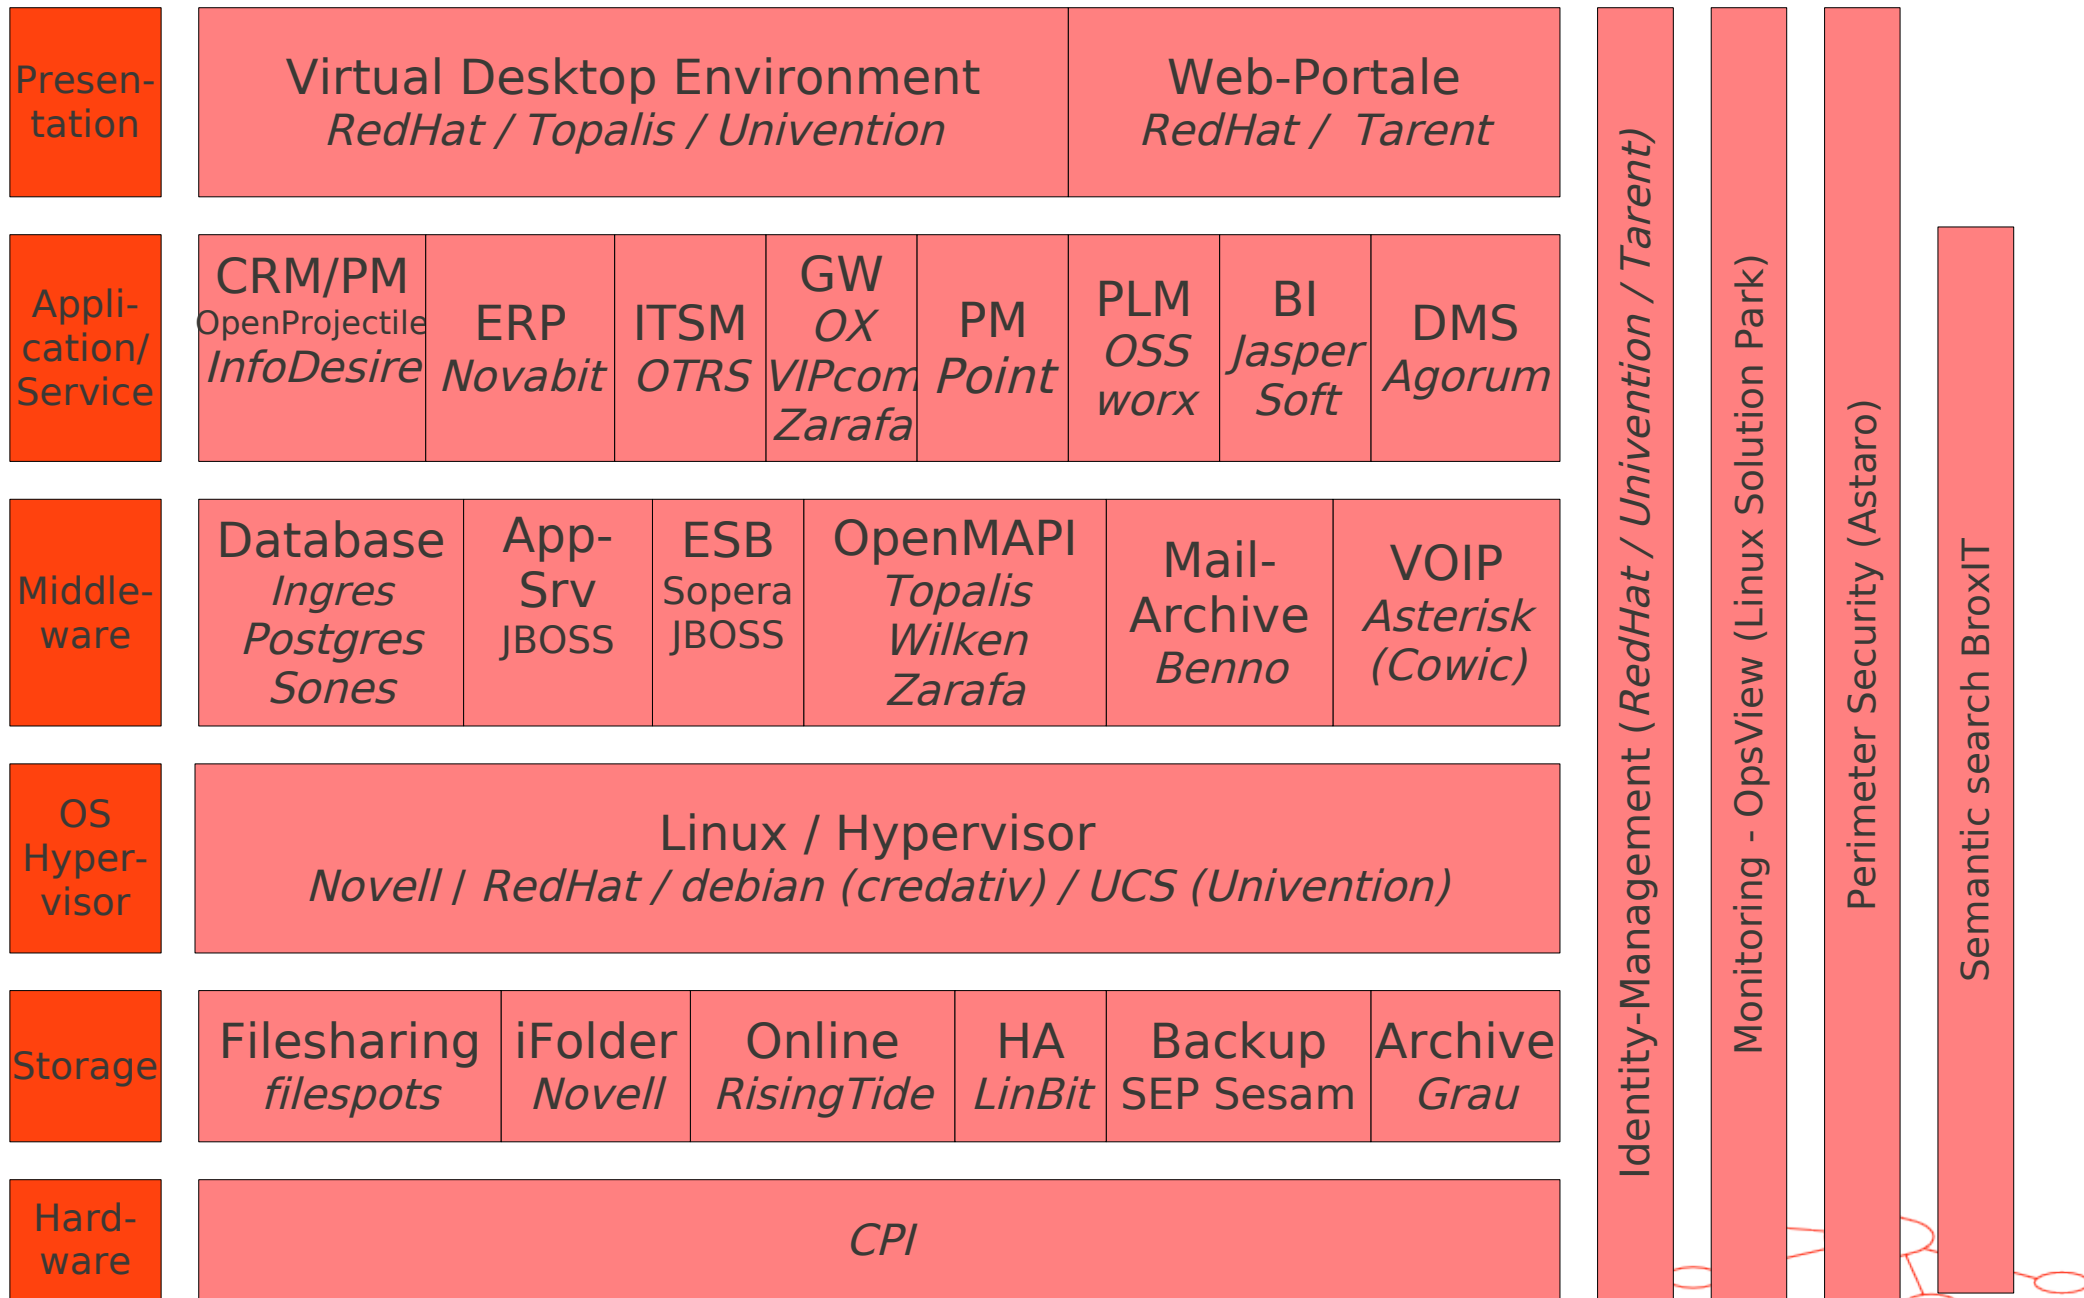 Presen-
tation
Virtual Desktop Environment
RedHat / Topalis / Univention
Web-Portale
RedHat / Tarent
Appli-
cation/
Service
CRM/PM
OpenProjectile
InfoDesire
ERP
Novabit
ITSM
OTRS
GW
OX
VIPcom
Zarafa
PM
Point
PLM
OSS
worx
BI
Jasper
Soft
DMS
Agorum
Middle-
ware
Database
Ingres
Postgres
Sones
App-
Srv
JBOSS
ESB
Sopera
JBOSS
OpenMAPI
Topalis
Wilken
Zarafa
Mail-
Archive
Benno
VOIP
Asterisk
(Cowic)
OS
Hyper-
visor
Linux / Hypervisor
Novell / RedHat / debian (credativ) / UCS (Univention)
Storage
Filesharing
filespots
iFolder
Novell
Online
RisingTide
HA
LinBit
Backup
SEP Sesam
Archive
Grau
Hard-
ware
CPI
Identity-Management (RedHat / Univention / Tarent)
Monitoring - OpsView (Linux Solution Park)
Perimeter Security (Astaro)
Semantic search BroxIT